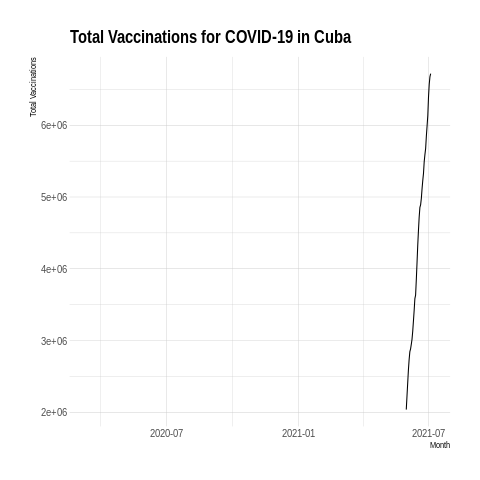 Total Vaccinations for COVID-19 in Cuba
Total Vaccinations
6e+06
5e+06
4e+06
3e+06
2e+06
2020-07 2021-01 2021-07
Month